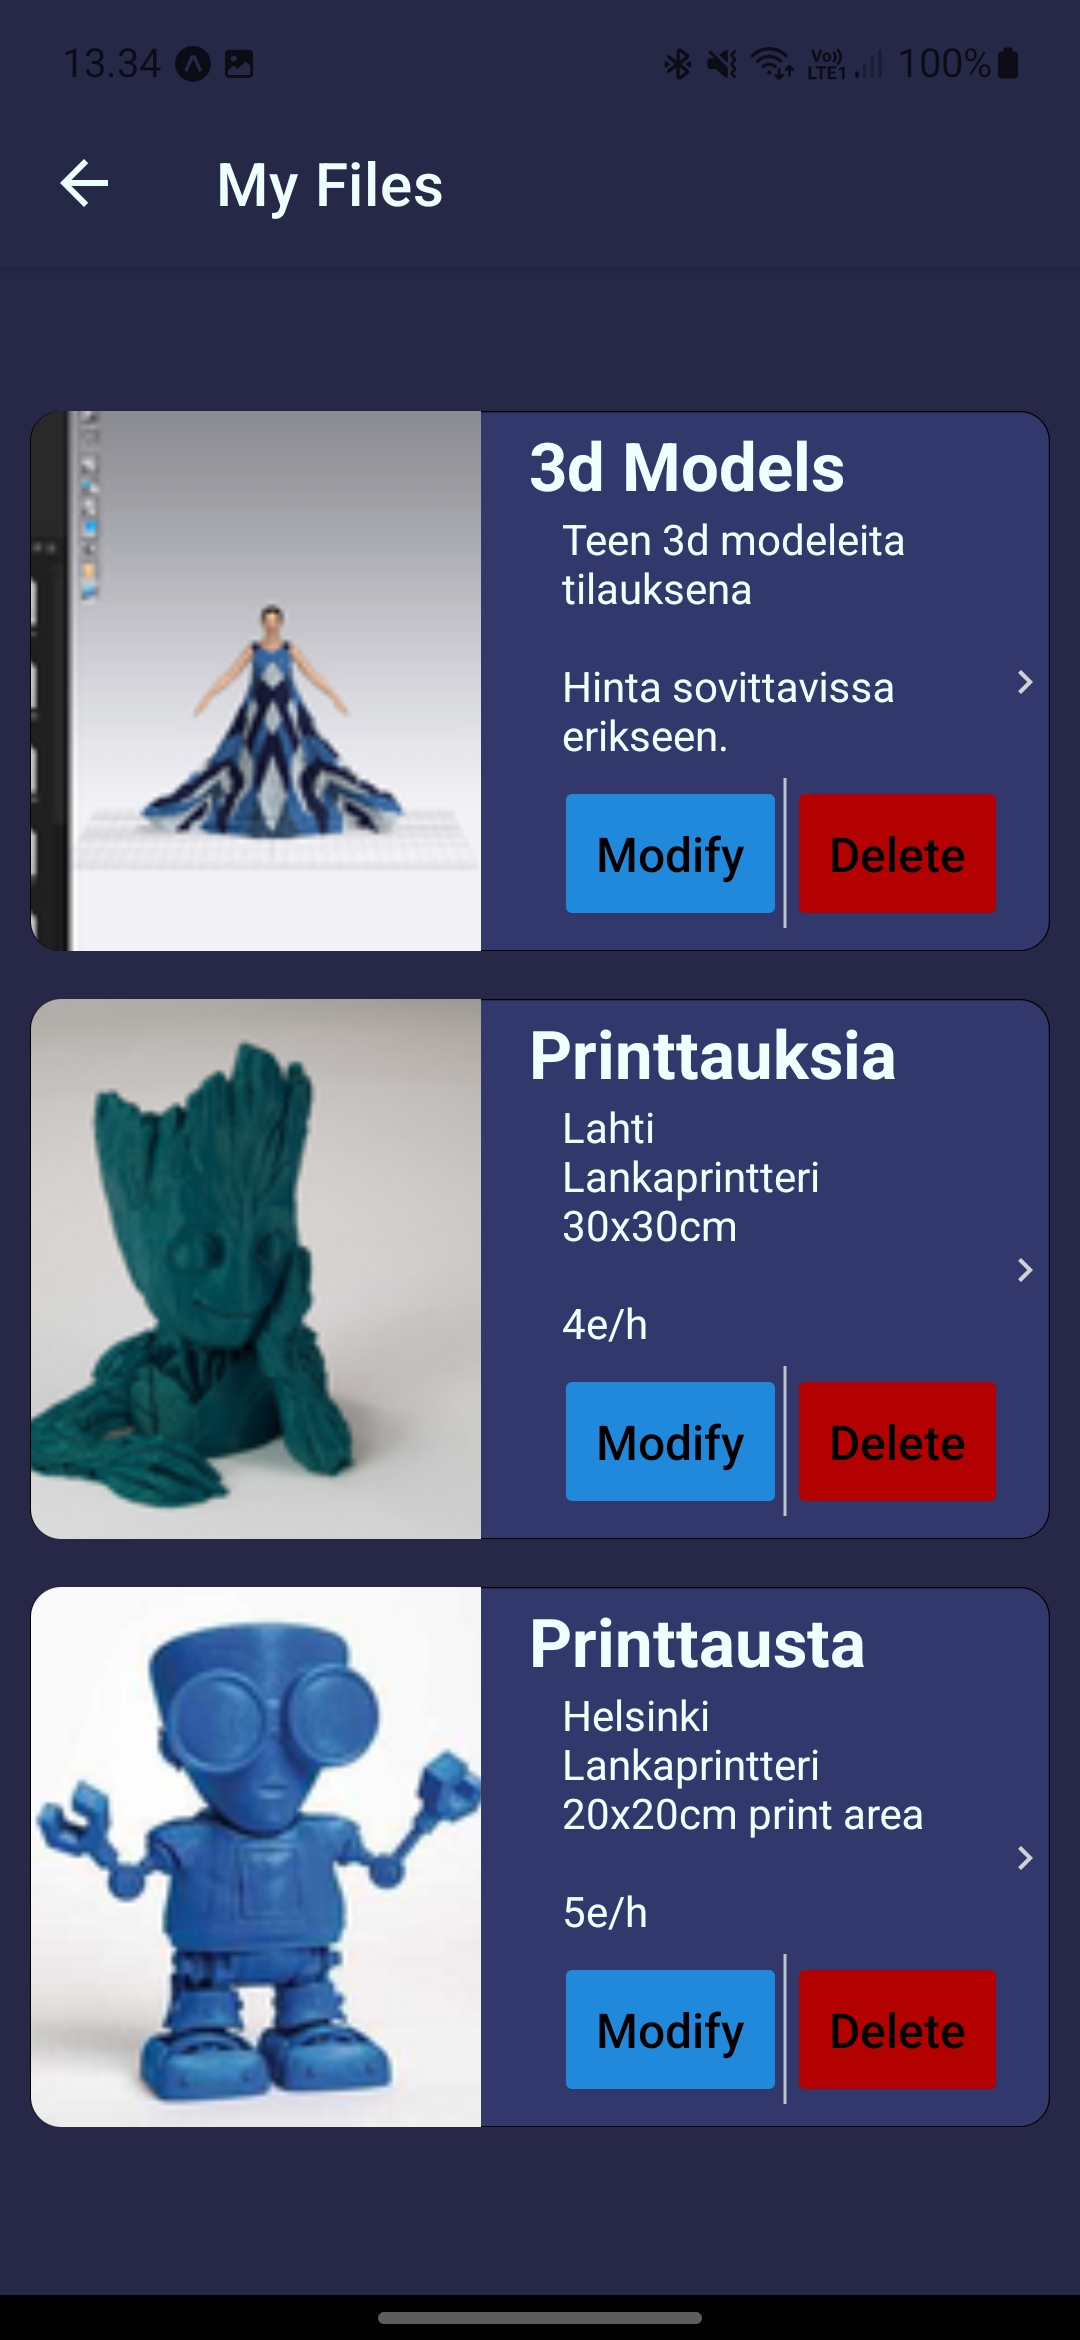 13.34
Vo)) LTE1 100%
My Files
3d Models
Teen 3d modeleita
tilauksena
Hinta sovittavissa
erikseen.
Modify Delete
Printtauksia
Lahti
Lankaprintteri
30x30cm
4e/h
Modify Delete
Printtausta
Helsinki
Lankaprintteri
20x20cm print area
5e/h
Modify Delete